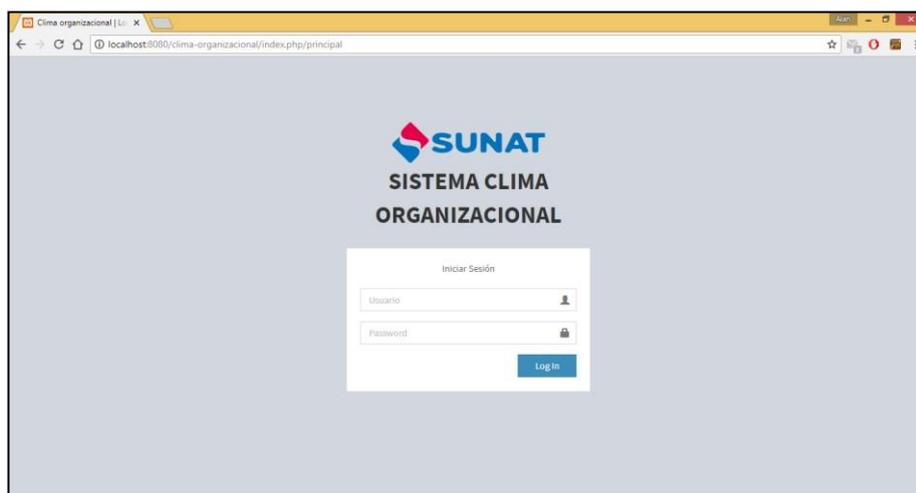 Clima organizacional | Lo
localhost:8080/clima-organizacional/index.php/principal
SUNAT
SISTEMA CLIMA
ORGANIZACIONAL
Iniciar Sesión
Usuario
Password
Log In